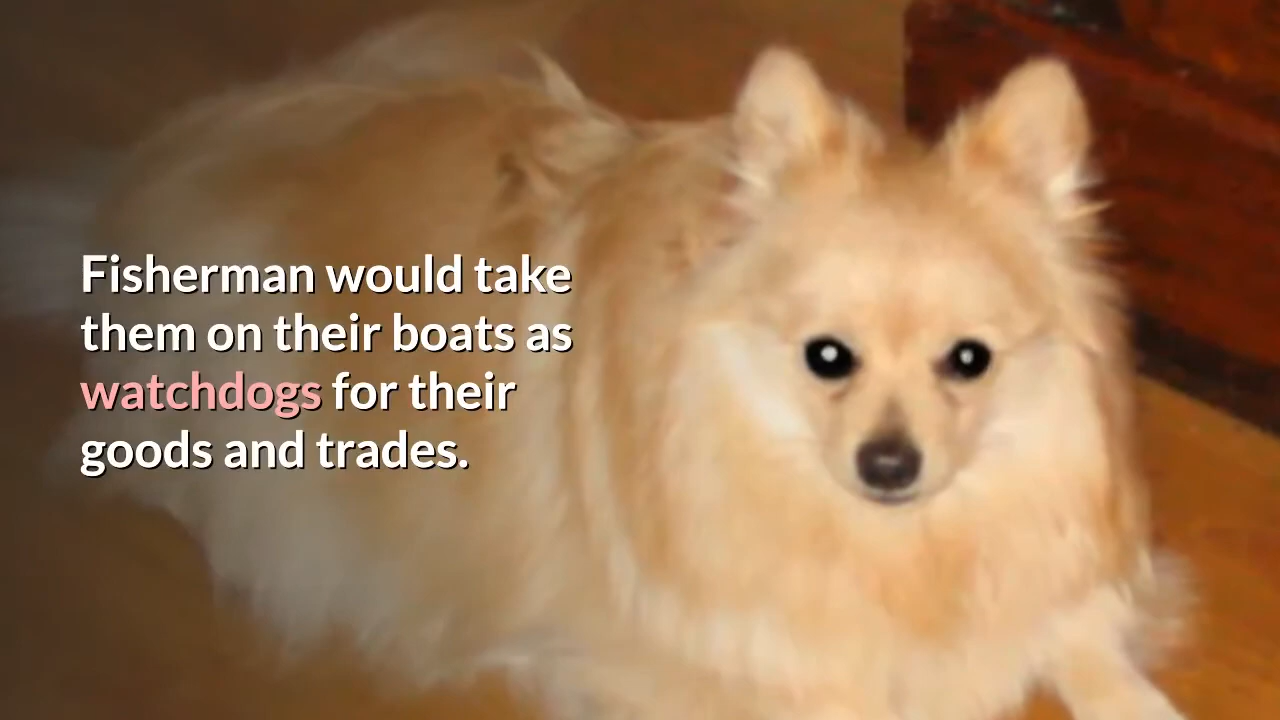 Fisherman would take
them on their boats as
watchdogs for their
goods and trades.